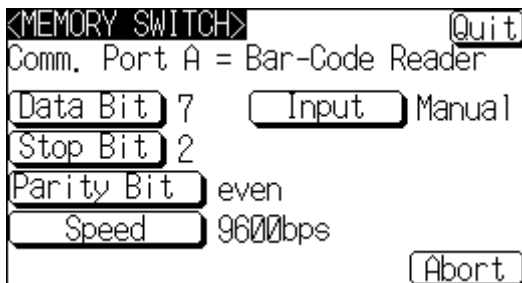 <MEMORY SWITCH> Quit
Comm. Port A = Bar-Code Reader
Data Bit 7 Input Manual
Stop Bit 2
Parity Bit even
Speed 9600bps
Abort